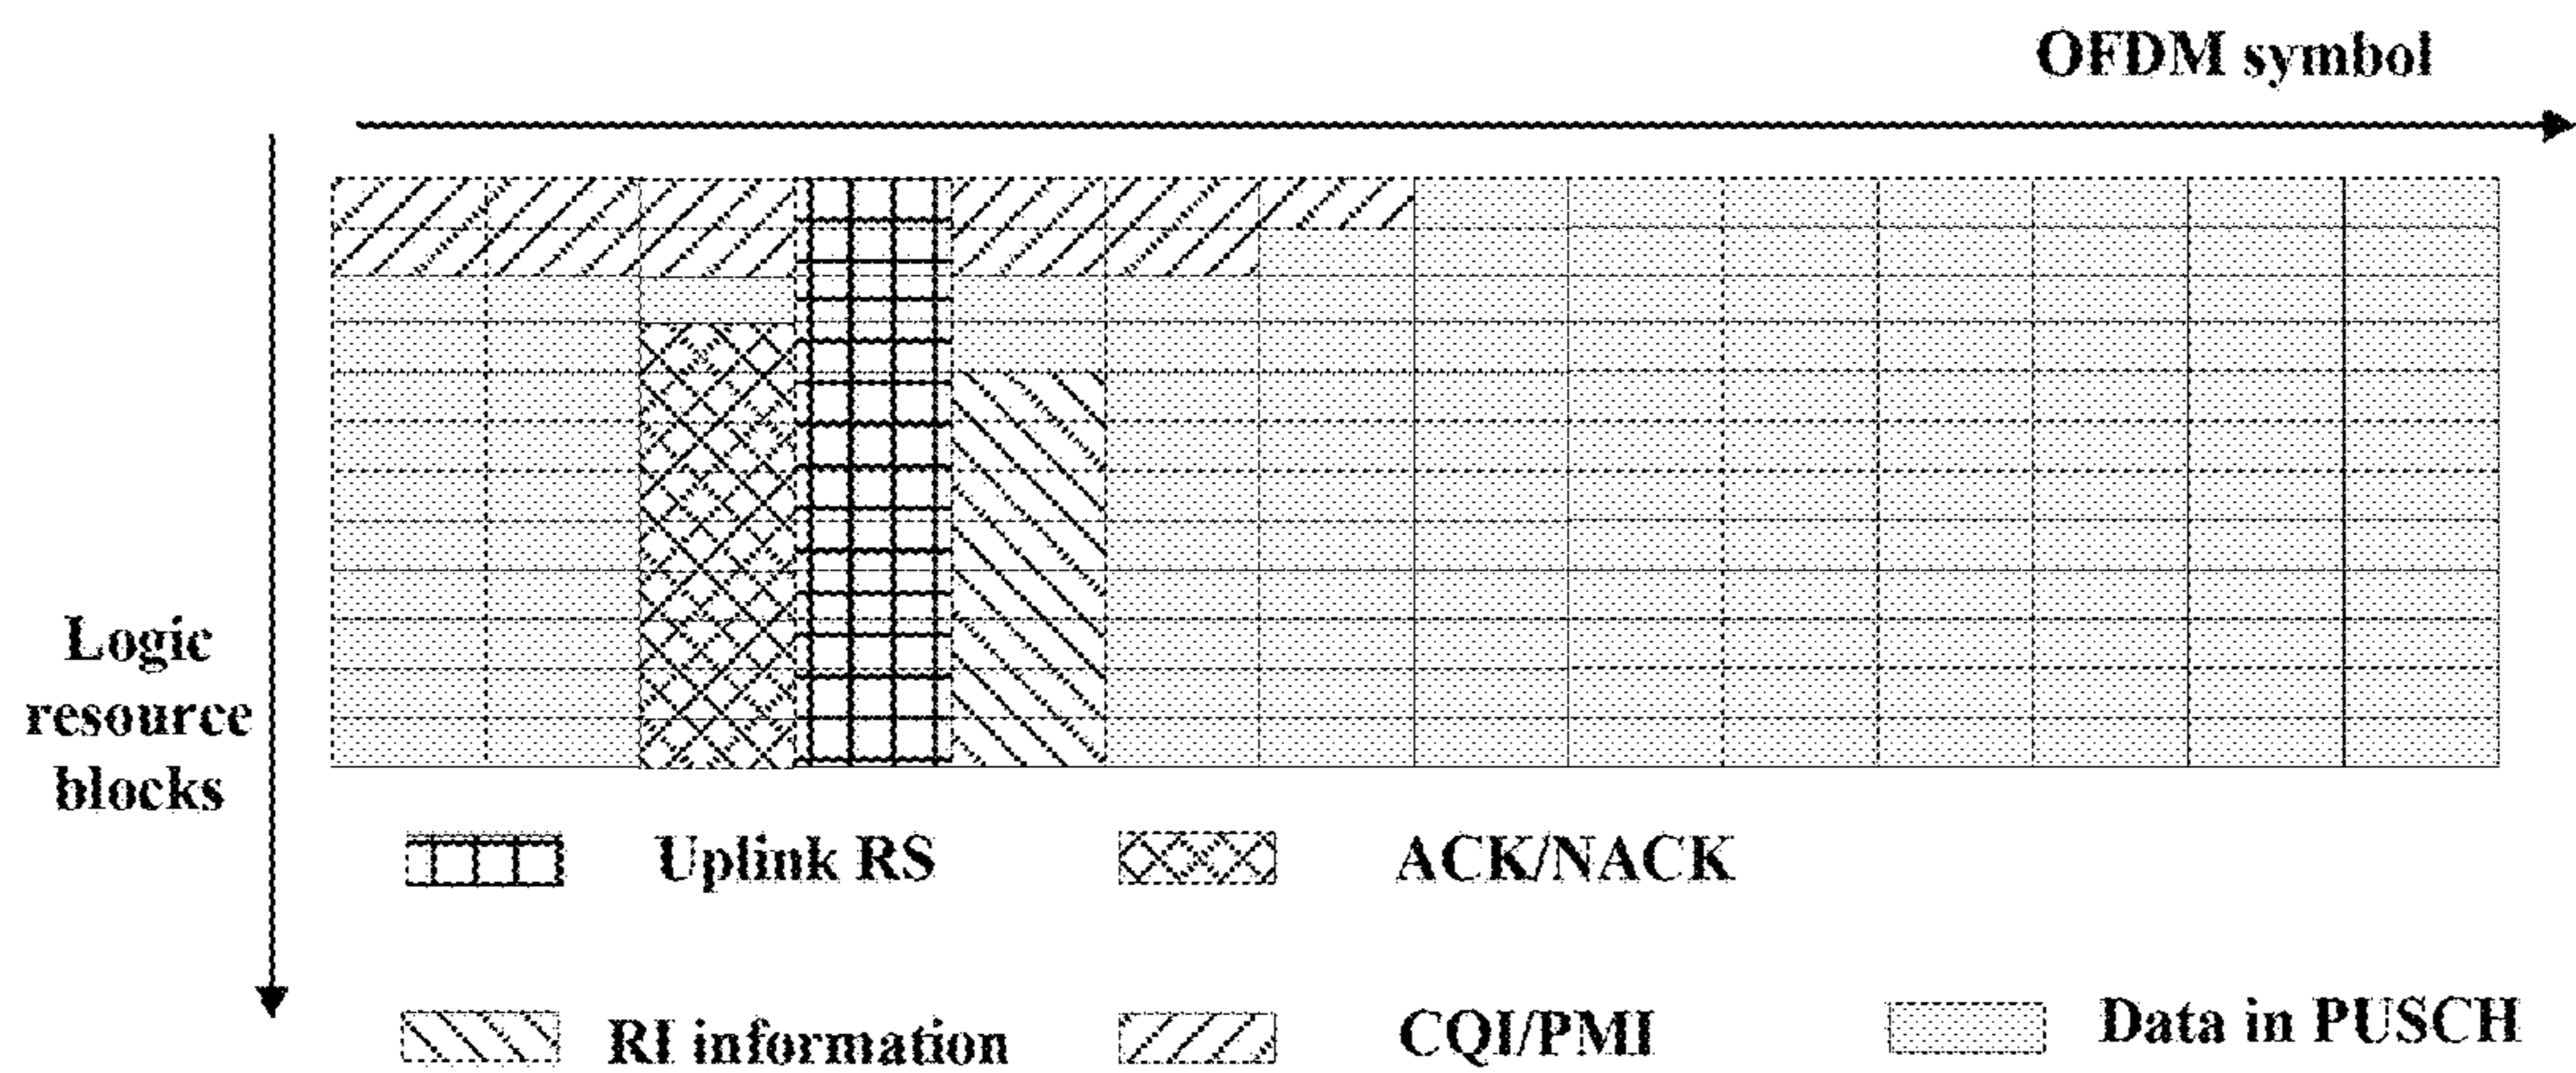 OFDM symbol
Logic
resource
blocks
Uplink RS
ACK/NACK
RI information
CQI/PMI
Data in PUSCH